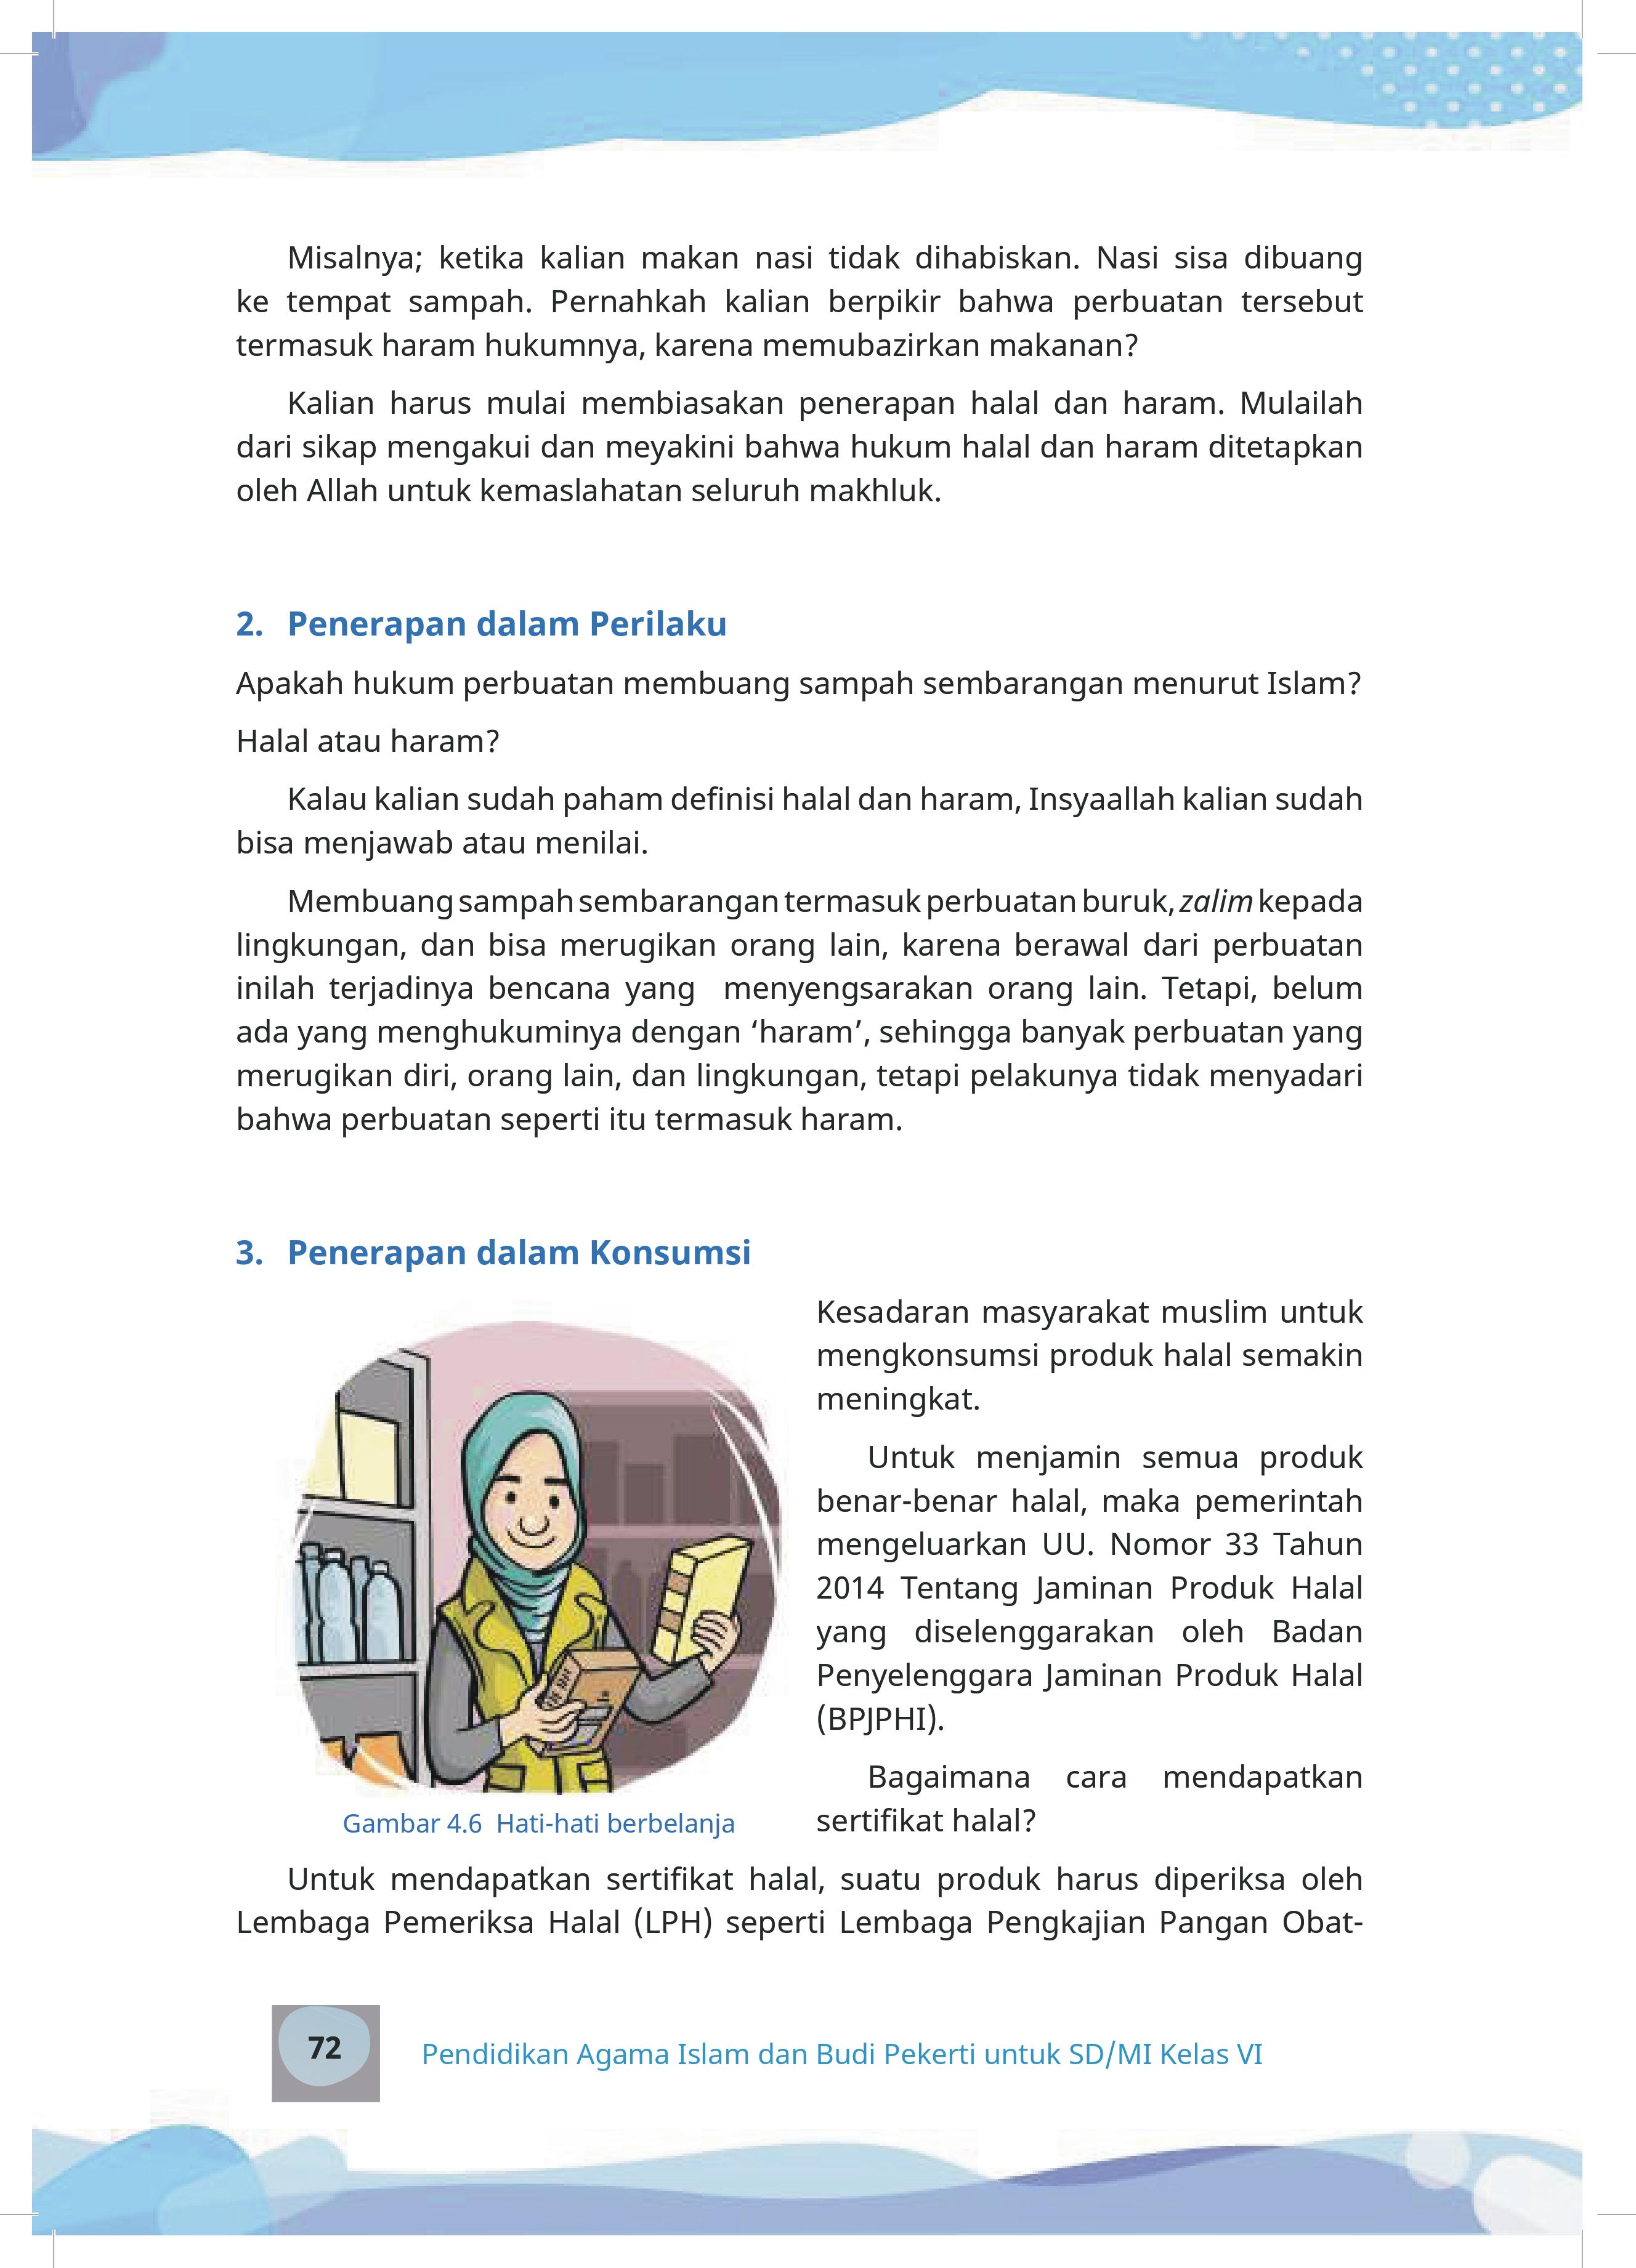 Misalnya; ketika kalian makan nasi tidak dihabiskan. Nasi sisa dibuang
ke tempat sampah. Pernahkah kalian berpikir bahwa perbuatan tersebut
termasuk haram hukumnya, karena memubazirkan makanan?
Kalian harus mulai membiasakan penerapan halal dan haram. Mulailah
dari sikap mengakui dan meyakini bahwa hukum halal dan haram ditetapkan
oleh Allah untuk kemaslahatan seluruh makhluk.
2. Penerapan dalam Perilaku
Apakah hukum perbuatan membuang sampah sembarangan menurut Islam?
Halal atau haram?
Kalau kalian sudah paham definisi halal dan haram, Insyaallah kalian sudah
bisa menjawab atau menilai.
Membuang sampah sembarangan termasuk perbuatan buruk, zalim kepada
lingkungan, dan bisa merugikan orang lain, karena berawal dari perbuatan
inilah terjadinya bencana yang menyengsarakan orang lain. Tetapi, belum
ada yang menghukuminya dengan ‘haram’, sehingga banyak perbuatan yang
merugikan diri, orang lain, dan lingkungan, tetapi pelakunya tidak menyadari
bahwa perbuatan seperti itu termasuk haram.
3. Penerapan dalam Konsumsi
Kesadaran masyarakat muslim untuk
mengkonsumsi produk halal semakin
meningkat.
Untuk menjamin semua produk
benar-benar halal, maka pemerintah
mengeluarkan UU. Nomor 33 Tahun
2014 Tentang Jaminan Produk Halal
yang diselenggarakan oleh Badan
Penyelenggara Jaminan Produk Halal
(BPJPHI).
Bagaimana cara mendapatkan
sertifikat halal?
Gambar 4.6 Hati-hati berbelanja
Untuk mendapatkan sertifikat halal, suatu produk harus diperiksa oleh
Lembaga Pemeriksa Halal (LPH) seperti Lembaga Pengkajian Pangan Obat-
72
Pendidikan Agama Islam dan Budi Pekerti untuk SD/MI Kelas VI